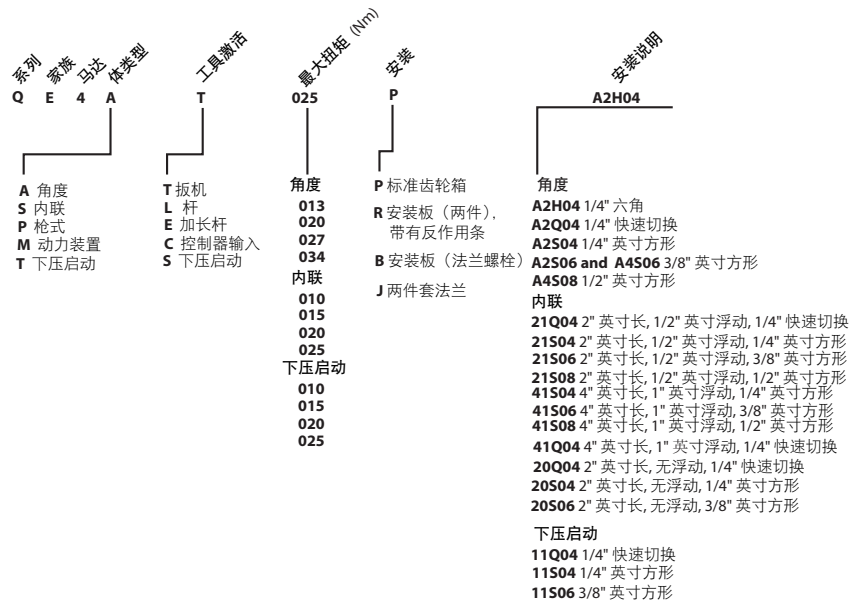 系列 家族 马达 体类型 工具激活 最大扭矩 (Nm) 安装 安装说明
Q E 4 A T 025 P A2H04
A 角度
S 内联
P 枪式
M 动力装置
T 下压启动
T 扳机
L 杆
E 加长杆
C 控制器输入
S 下压启动
角度
013
020
027
034
内联
010
015
020
025
下压启动
010
015
020
025
P 标准齿轮箱
R 安装板（两件），
带有反作用条
B 安装板（法兰螺栓）
J 两件套法兰
角度
A2H04 1/4" 六角
A2Q04 1/4" 快速切换
A2S04 1/4" 英寸方形
A2S06 and A4S06 3/8" 英寸方形
A4S08 1/2" 英寸方形
内联
21Q04 2" 英寸长, 1/2" 英寸浮动, 1/4" 快速切换
21S04 2" 英寸长, 1/2" 英寸浮动, 1/4" 英寸方形
21S06 2" 英寸长, 1/2" 英寸浮动, 3/8" 英寸方形
21S08 2" 英寸长, 1/2" 英寸浮动, 1/2" 英寸方形
41S04 4" 英寸长, 1" 英寸浮动, 1/4" 英寸方形
41S06 4" 英寸长, 1" 英寸浮动, 3/8" 英寸方形
41S08 4" 英寸长, 1" 英寸浮动, 1/2" 英寸方形
41Q04 4" 英寸长, 1" 英寸浮动, 1/4" 快速切换
20Q04 2" 英寸长, 无浮动, 1/4" 快速切换
20S04 2" 英寸长, 无浮动, 1/4" 英寸方形
20S06 2" 英寸长, 无浮动, 3/8" 英寸方形
下压启动
11Q04 1/4" 快速切换
11S04 1/4" 英寸方形
11S06 3/8" 英寸方形